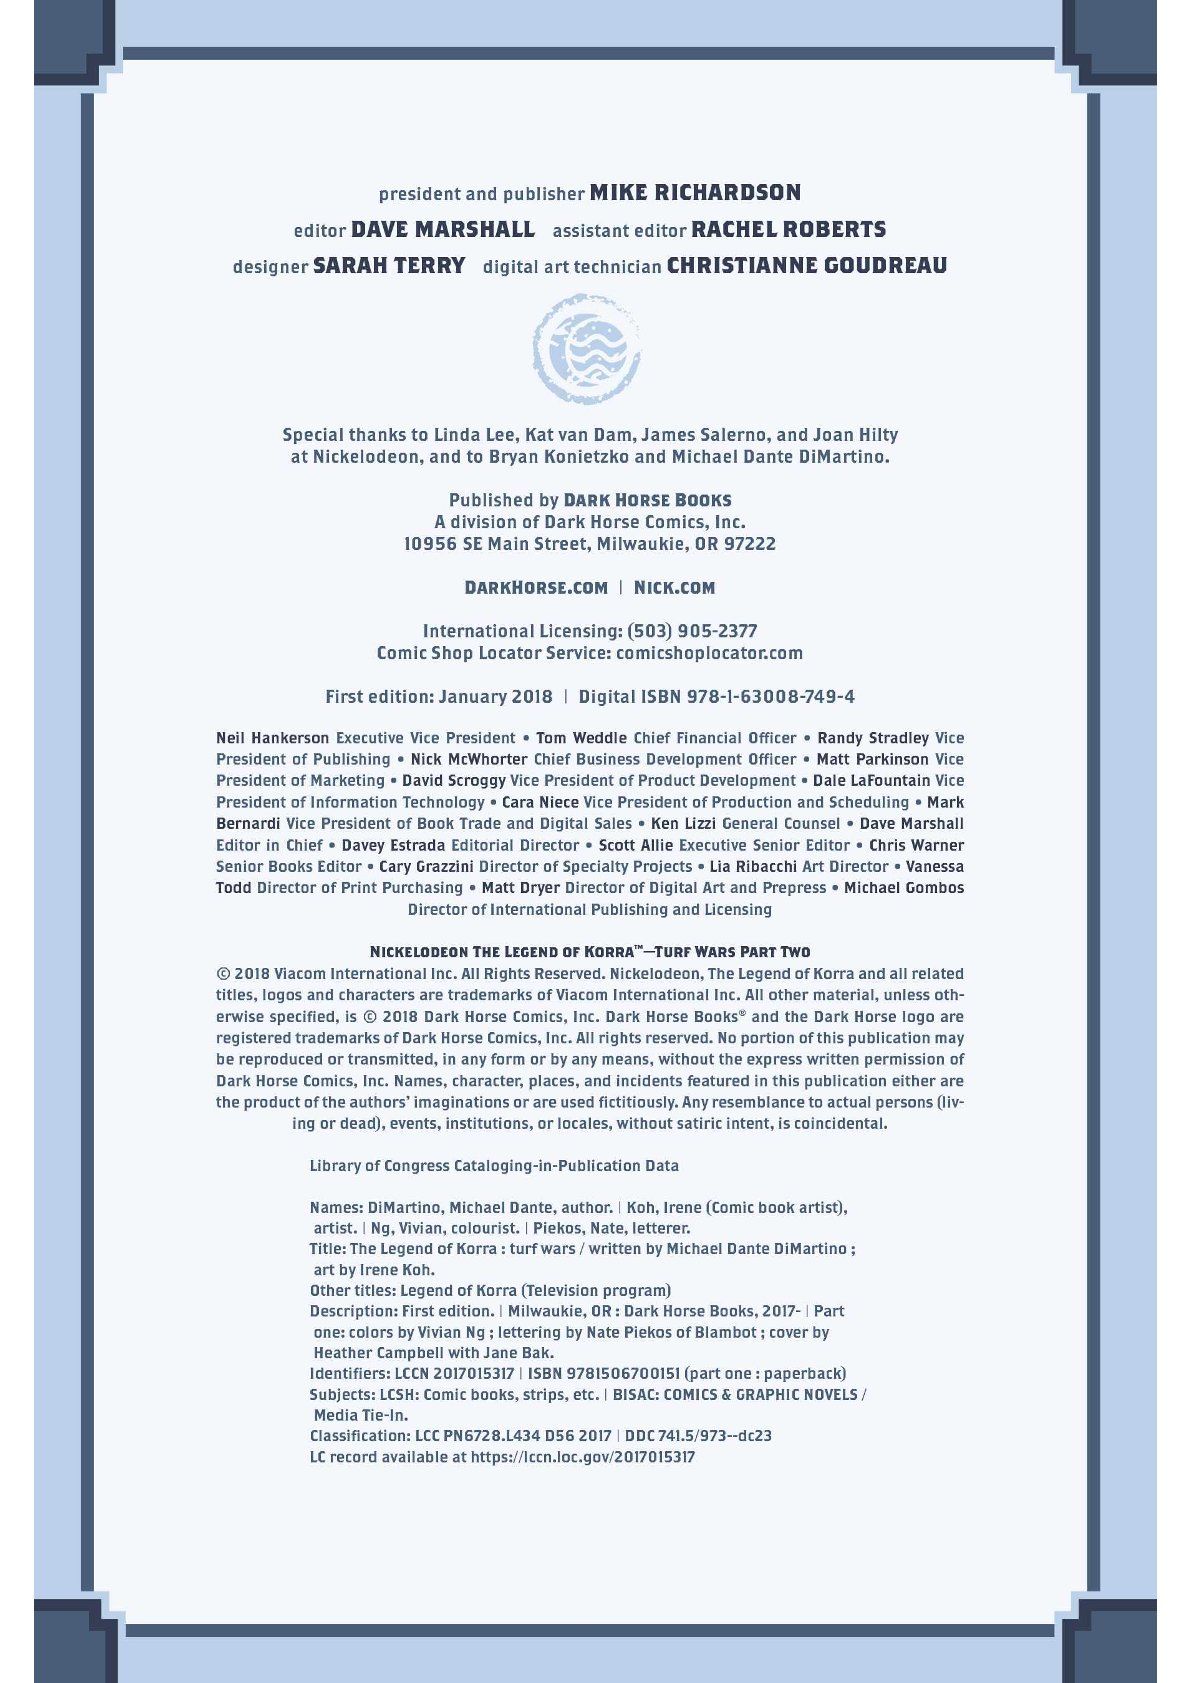 president and publisher MIKE RICHARDSON
editor DAVE MARSHALL assistant editor RACHEL ROBERTS
designer SARAH TERRY digital art technician CHRISTIANNE GOUDREAU
Special thanks to Linda Lee, Kat van Dam, James Salerno, and Joan Hilty
at Nickelodeon, and to Bryan Konietzko and Michael Dante DiMartino.
Published by DARK HORSE BOOKS
A division of Dark Horse Comics, Inc.
10956 SE Main Street, Milwaukie, OR 97222
DARKHORSE.COM | NICK.COM
International Licensing: (503) 905-2377
Comic Shop Locator Service: comicshoplocator.com
First edition: January 2018 | Digital ISBN 978-1-63008-749-4
Neil Hankerson Executive Vice President • Tom Weddle Chief Financial Officer • Randy Stradley Vice
President of Publishing • Nick McWhorter Chief Business Development Officer • Matt Parkinson Vice
President of Marketing • David Scroggy Vice President of Product Development • Dale LaFountain Vice
President of Information Technology • Cara Niece Vice President of Production and Scheduling • Mark
Bernardi Vice President of Book Trade and Digital Sales • Ken Lizzi General Counsel • Dave Marshall
Editor in Chief • Davey Estrada Editorial Director • Scott Allie Executive Senior Editor • Chris Warner
Senior Books Editor • Cary Grazzini Director of Specialty Projects • Lia Ribacchi Art Director • Vanessa
Todd Director of Print Purchasing • Matt Dryer Director of Digital Art and Prepress • Michael Gombos
Director of International Publishing and Licensing
NICKELODEON THE LEGEND OF KORRA™—TURF WARS PART TWO
© 2018 Viacom International Inc. All Rights Reserved. Nickelodeon, The Legend of Korra and all related
titles, logos and characters are trademarks of Viacom International Inc. All other material, unless oth-
erwise specified, is © 2018 Dark Horse Comics, Inc. Dark Horse Books® and the Dark Horse logo are
registered trademarks of Dark Horse Comics, Inc. All rights reserved. No portion of this publication may
be reproduced or transmitted, in any form or by any means, without the express written permission of
Dark Horse Comics, Inc. Names, character, places, and incidents featured in this publication either are
the product of the authors' imaginations or are used fictitiously. Any resemblance to actual persons (liv-
ing or dead), events, institutions, or locales, without satiric intent, is coincidental.
Library of Congress Cataloging-in-Publication Data
Names: DiMartino, Michael Dante, author. | Koh, Irene (Comic book artist),
artist. | Ng, Vivian, colourist. | Piekos, Nate, letterer.
Title: The Legend of Korra : turf wars / written by Michael Dante DiMartino ;
art by Irene Koh.
Other titles: Legend of Korra (Television program)
Description: First edition. | Milwaukie, OR : Dark Horse Books, 2017- | Part
one: colors by Vivian Ng ; lettering by Nate Piekos of Blambot ; cover by
Heather Campbell with Jane Bak.
Identifiers: LCCN 2017015317 | ISBN 9781506700151 (part one : paperback)
Subjects: LCSH: Comic books, strips, etc. | BISAC: COMICS & GRAPHIC NOVELS /
Media Tie-In.
Classification: LCC PN6728.L434 D56 2017 | DDC 741.5/973--dc23
LC record available at https://lccn.loc.gov/2017015317